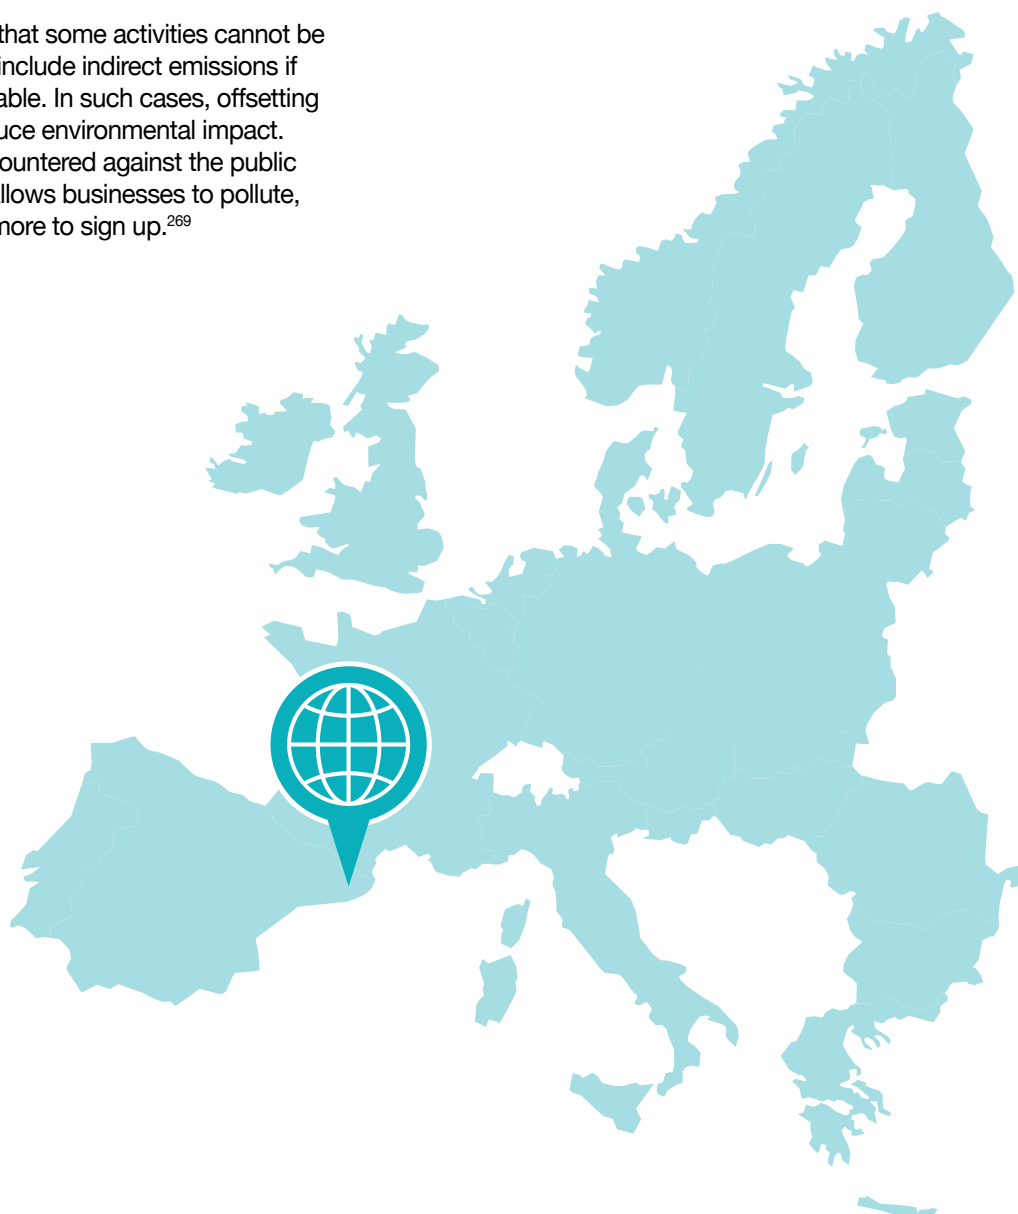 that some activities cannot be
include indirect emissions if
able. In such cases, offsetting
uce environmental impact.
ountered against the public
llows businesses to pollute,
more to sign up.269